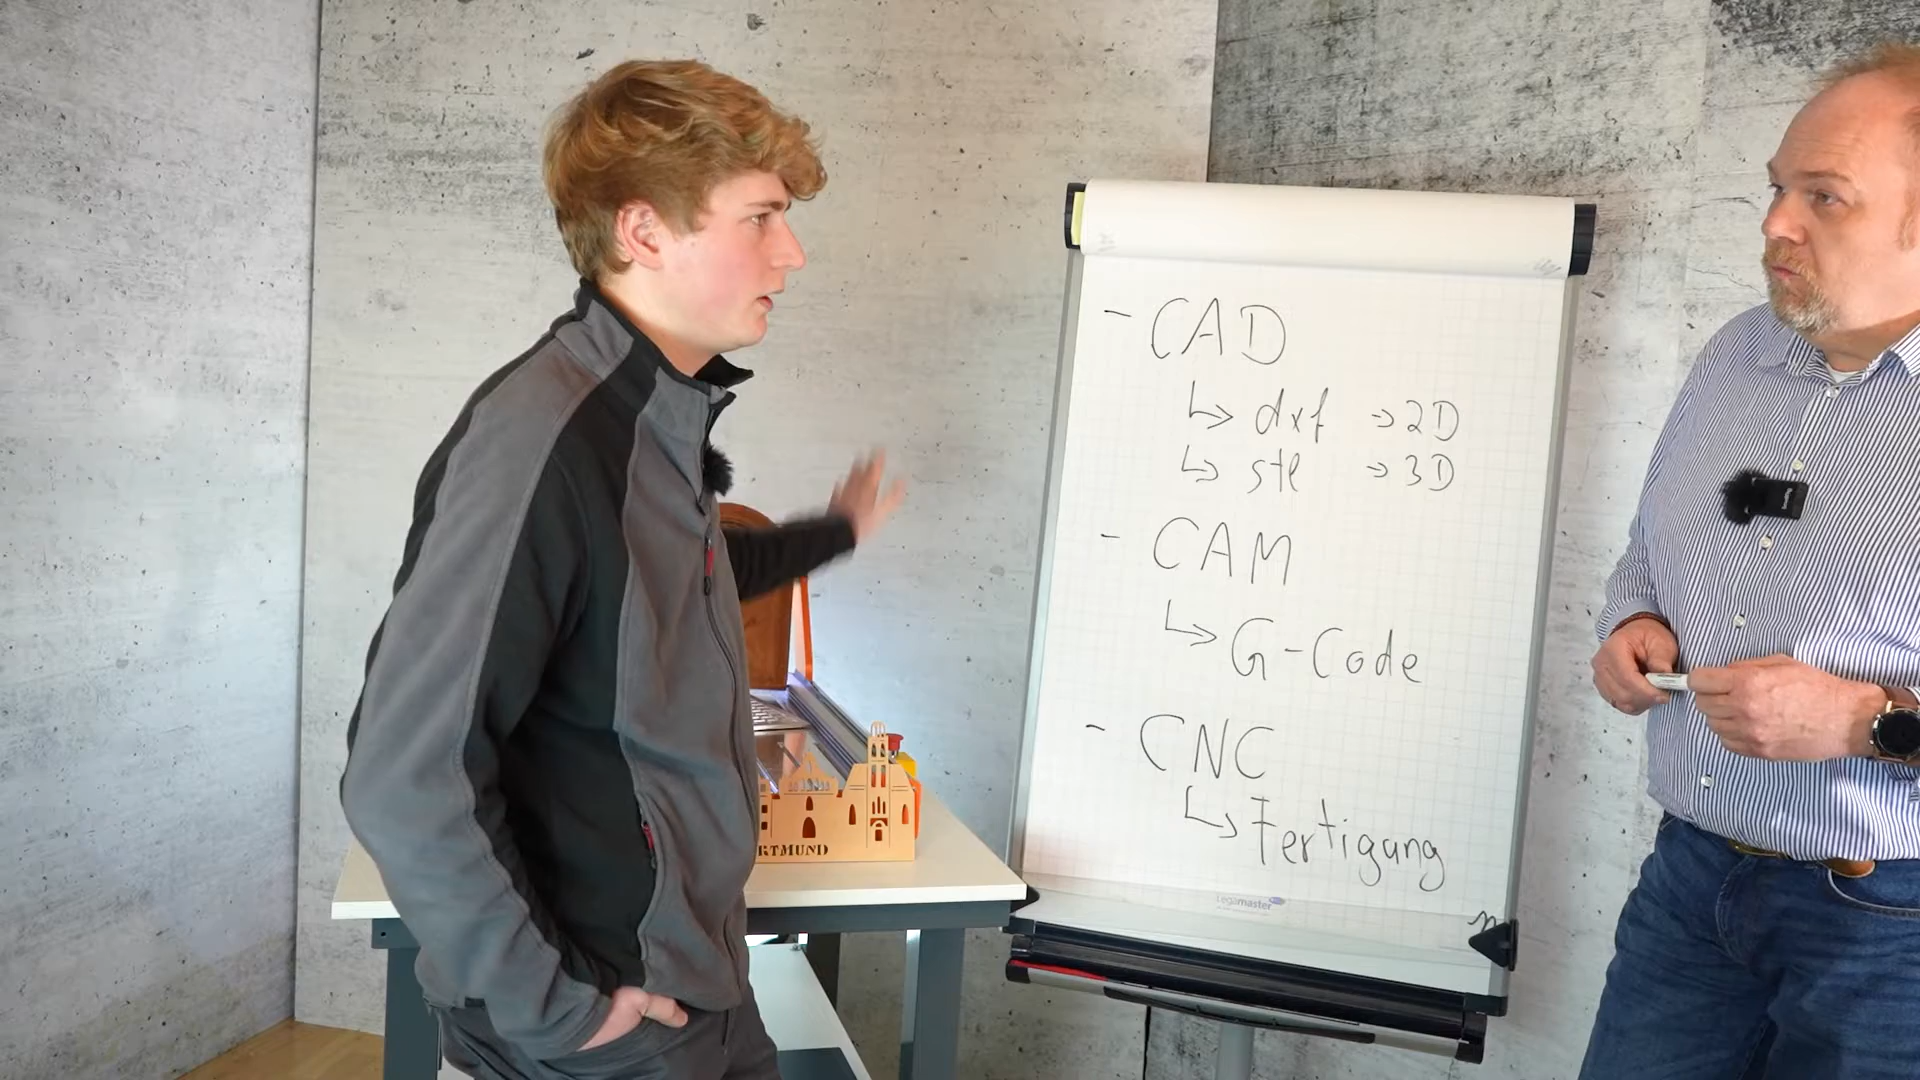 - CAD
↳ dxf → 2D
↳ stl → 3D
- CAM
↳ G-Code
- CNC
↳ Fertigung
RTMUND
Legamaster